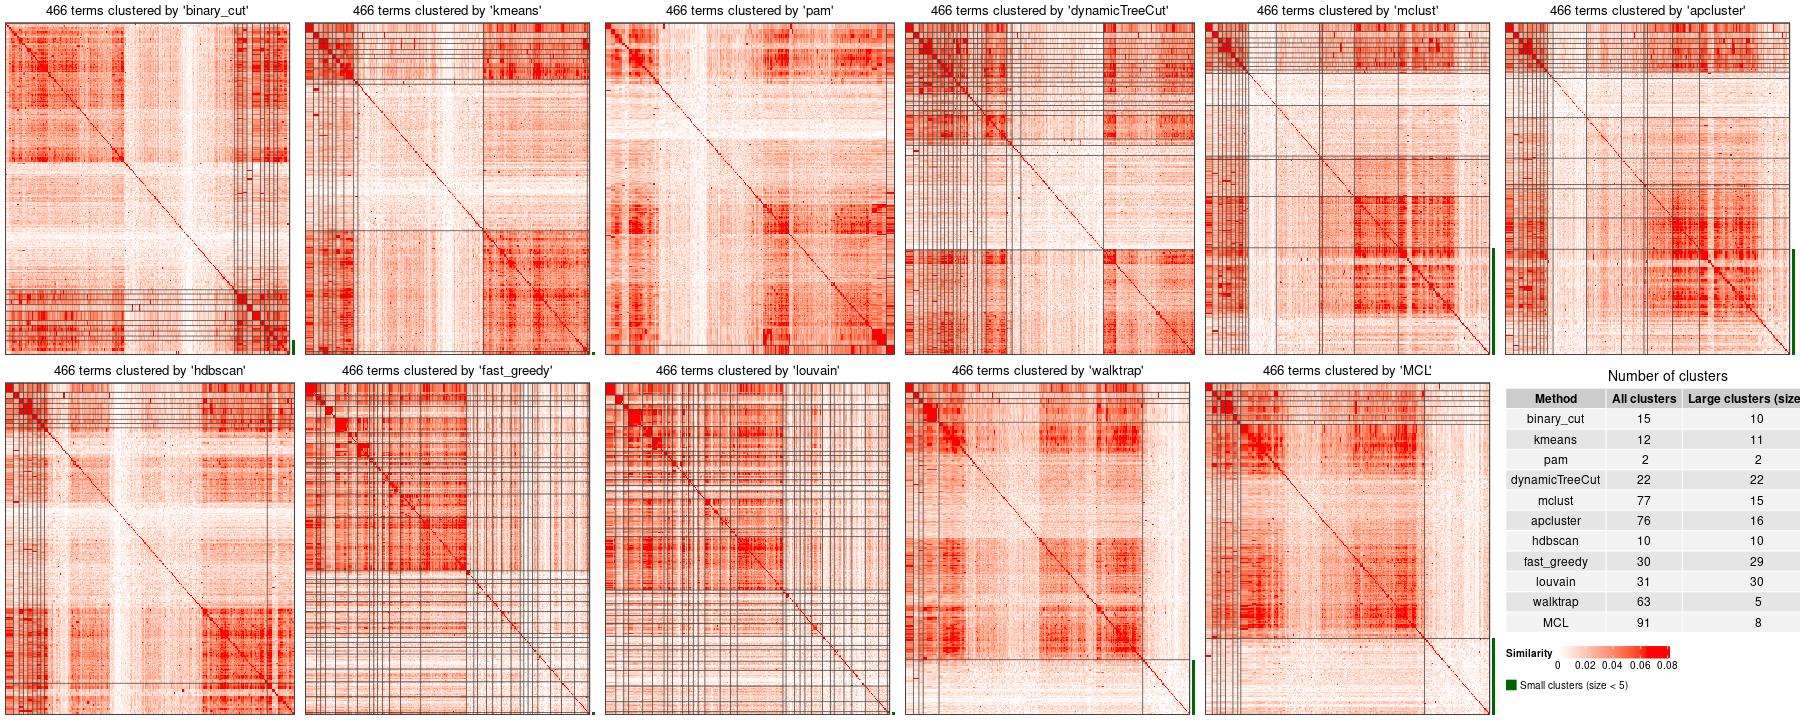 466 terms clustered by 'binary_cut'
466 terms clustered by 'kmeans'
466 terms clustered by 'pam'
466 terms clustered by 'dynamicTreeCut'
466 terms clustered by 'mclust'
466 terms clustered by 'apcluster'
466 terms clustered by 'hdbscan'
466 terms clustered by 'fast_greedy'
466 terms clustered by 'louvain'
466 terms clustered by 'walktrap'
466 terms clustered by 'MCL'
Number of clusters
Method All clusters Large clusters (size
binary_cut 15 10
kmeans 12 11
pam 2 2
dynamicTreeCut 22 22
mclust 77 15
apcluster 76 16
hdbscan 10 10
fast_greedy 30 29
louvain 31 30
walktrap 63 5
MCL 91 8
Similarity
0 0.02 0.04 0.06 0.08
Small clusters (size < 5)